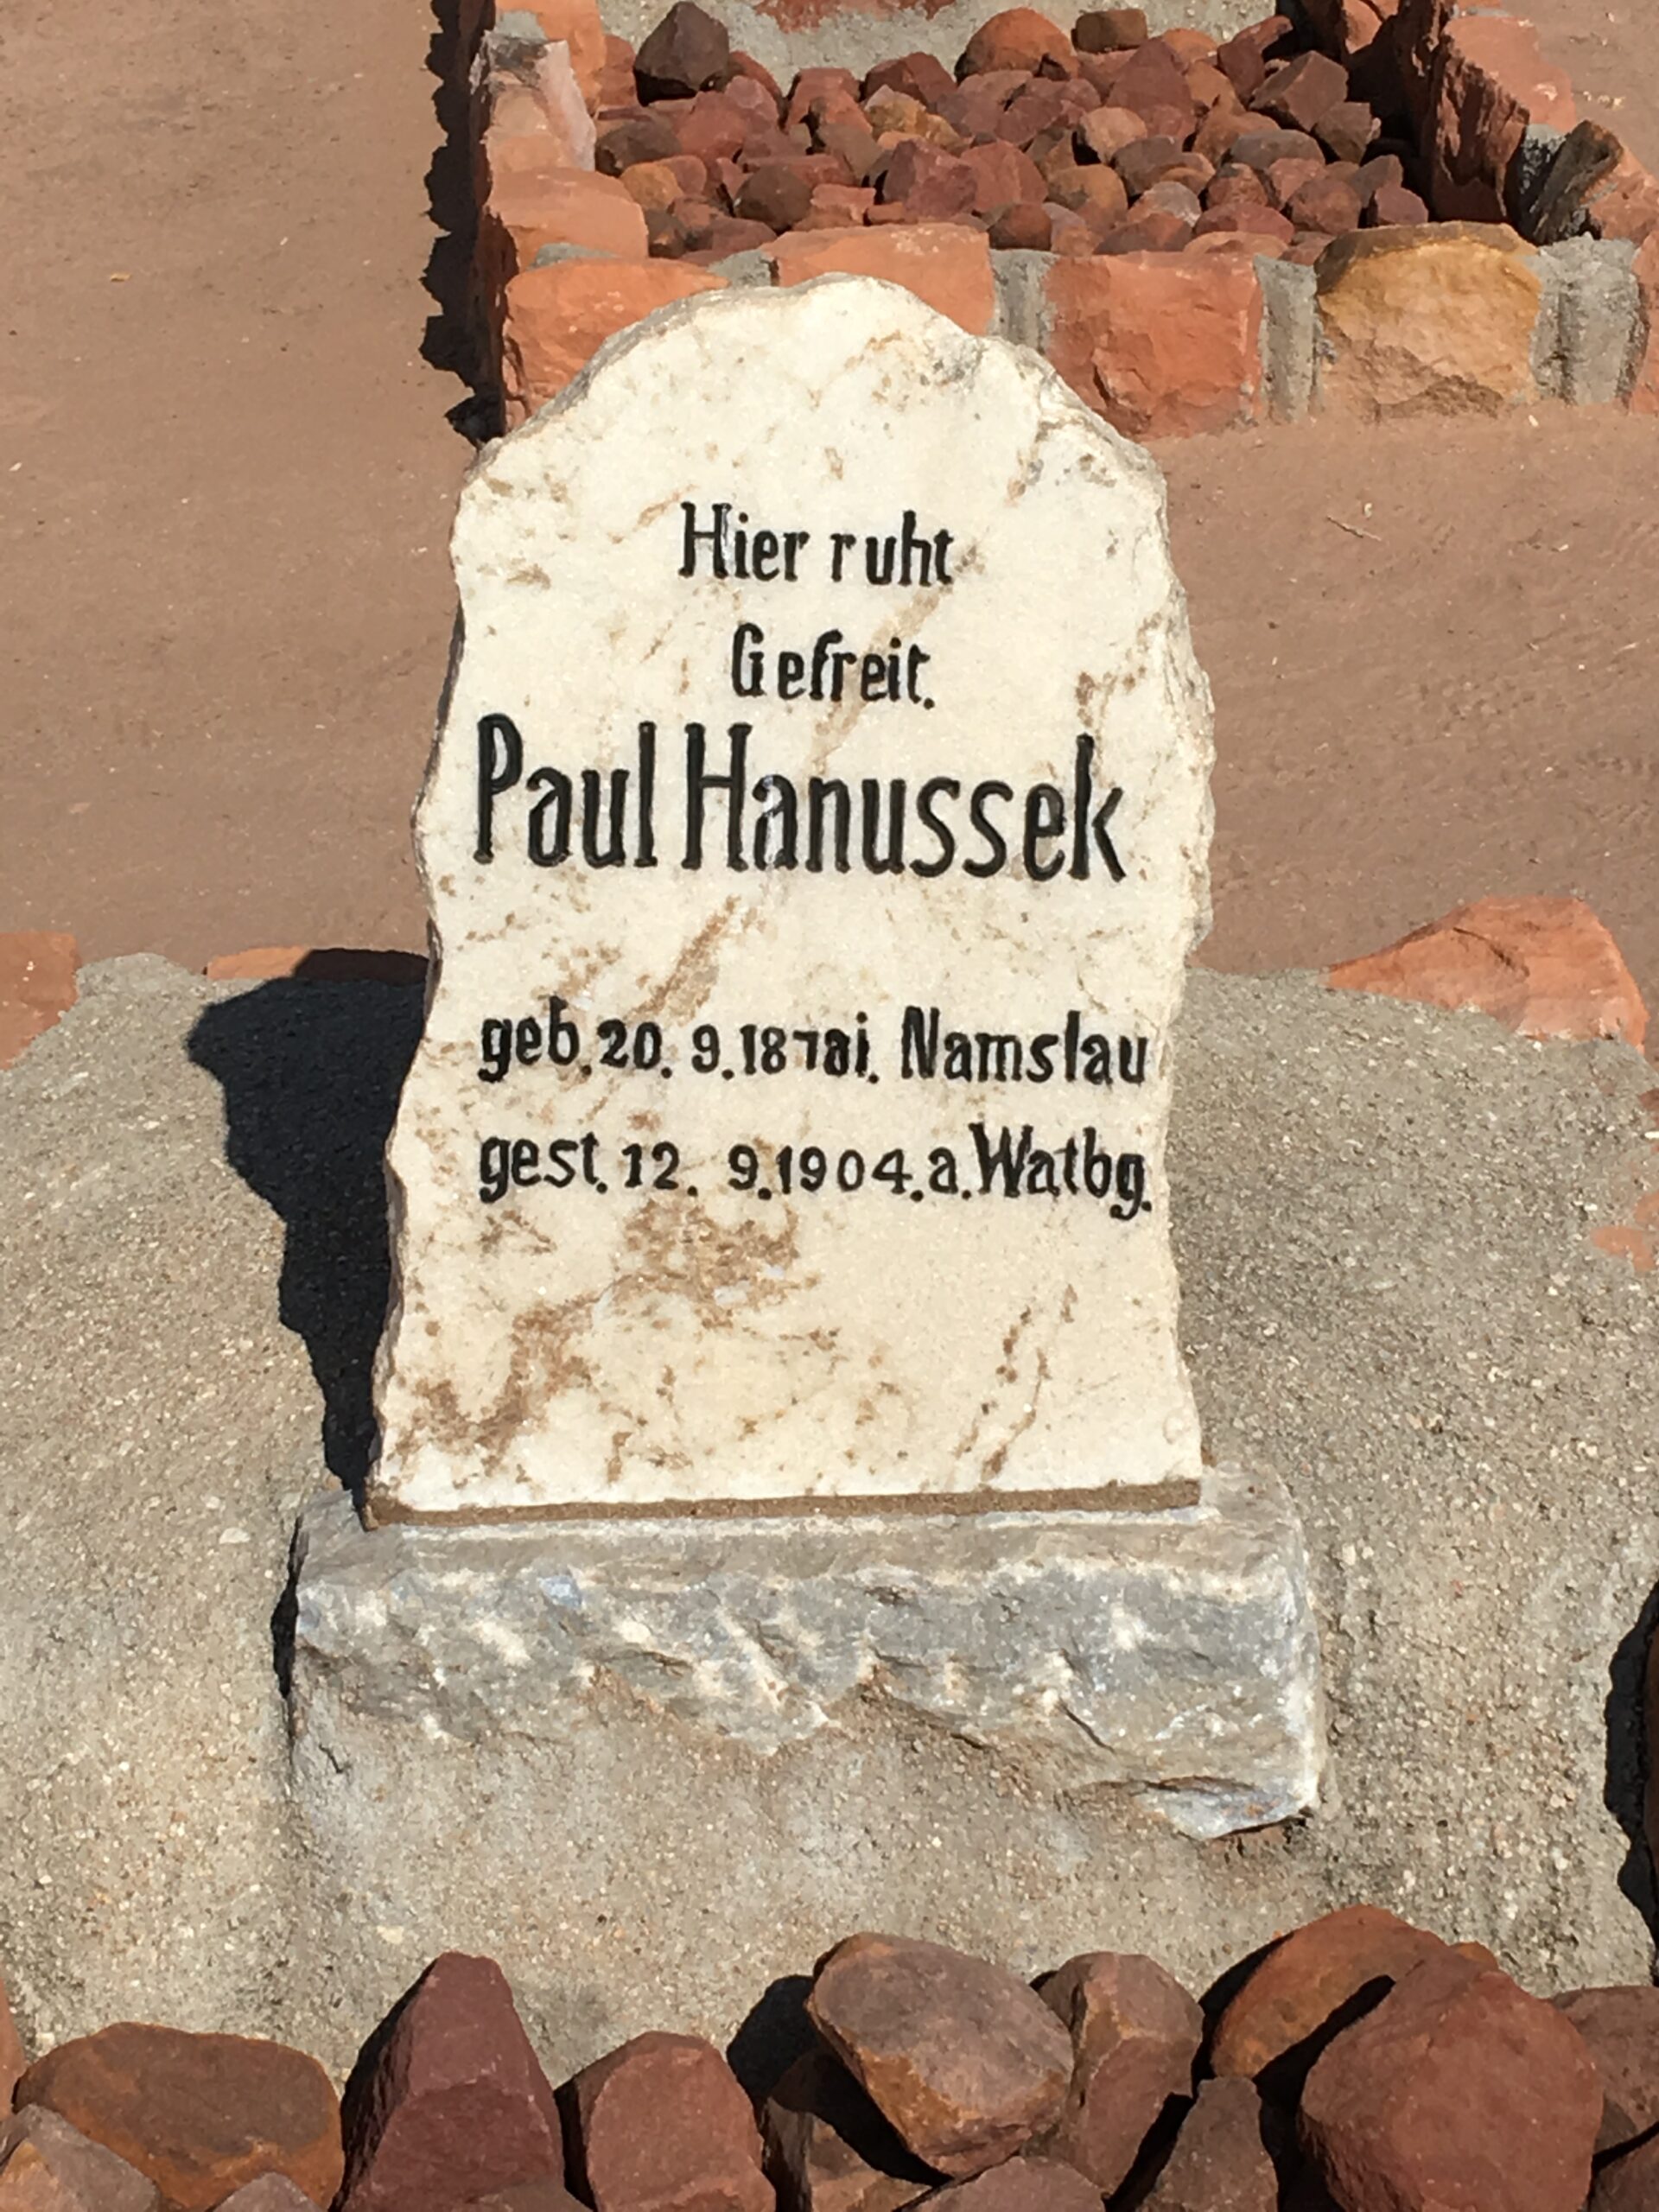 Hier ruht
Gefreit.
Paul Hanussek
geb. 20. 9. 1878 i. Namslau
gest. 12. 9. 1904. a. Watbg.